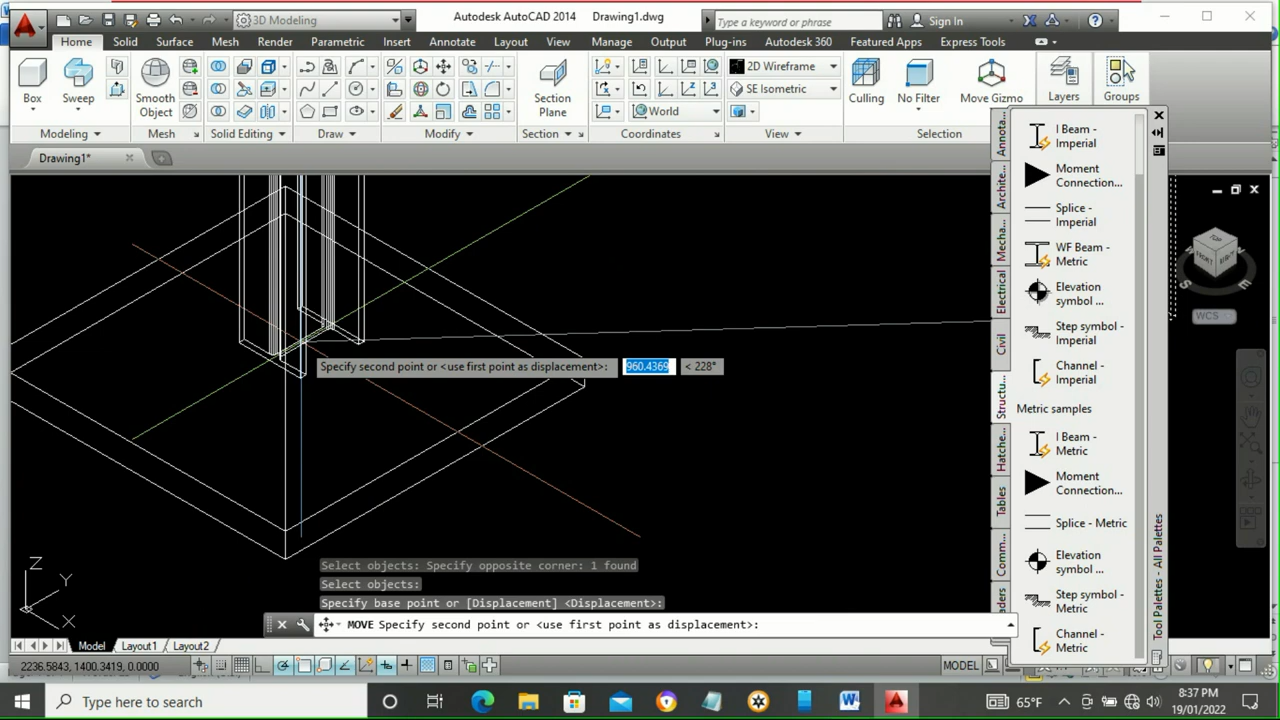 3D Modeling
Autodesk AutoCAD 2014 Drawing1.dwg
Type a keyword or phrase
Sign In
Home Solid Surface Mesh Render Parametric Insert Annotate Layout View Manage Output Plug-ins Autodesk 360 Featured Apps Express Tools
Box
Sweep
Smooth
Object
Section
Plane
World
2D Wireframe
SE Isometric
Culling
No Filter
Move Gizmo
Layers
Groups
Modeling
Mesh
Solid Editing
Draw
Modify
Section
Coordinates
View
Selection
Drawing1*
I Beam -
Imperial
Moment
Connection...
Splice -
Imperial
WF Beam -
Metric
Elevation
symbol ...
Step symbol -
Imperial
Channel -
Imperial
Metric samples
I Beam -
Metric
Moment
Connection...
Splice - Metric
Elevation
symbol ...
Step symbol -
Metric
Channel -
Metric
Annota...
Archite...
Mecha...
Electrical
Civil
Structu...
Hatche...
Tables
Comm...
Tool Palettes - All Palettes
TOP
FRONT
RIGHT
S
E
WCS
Specify second point or <use first point as displacement>: 960.4369 < 228°
Z
Y
X
Select objects: Specify opposite corner: 1 found
Select objects:
Specify base point or [Displacement] <Displacement>:
MOVE Specify second point or <use first point as displacement>:
Model Layout1 Layout2
2236.5843, 1400.3419, 0.0000
MODEL
Type here to search
65°F
8:37 PM
19/01/2022